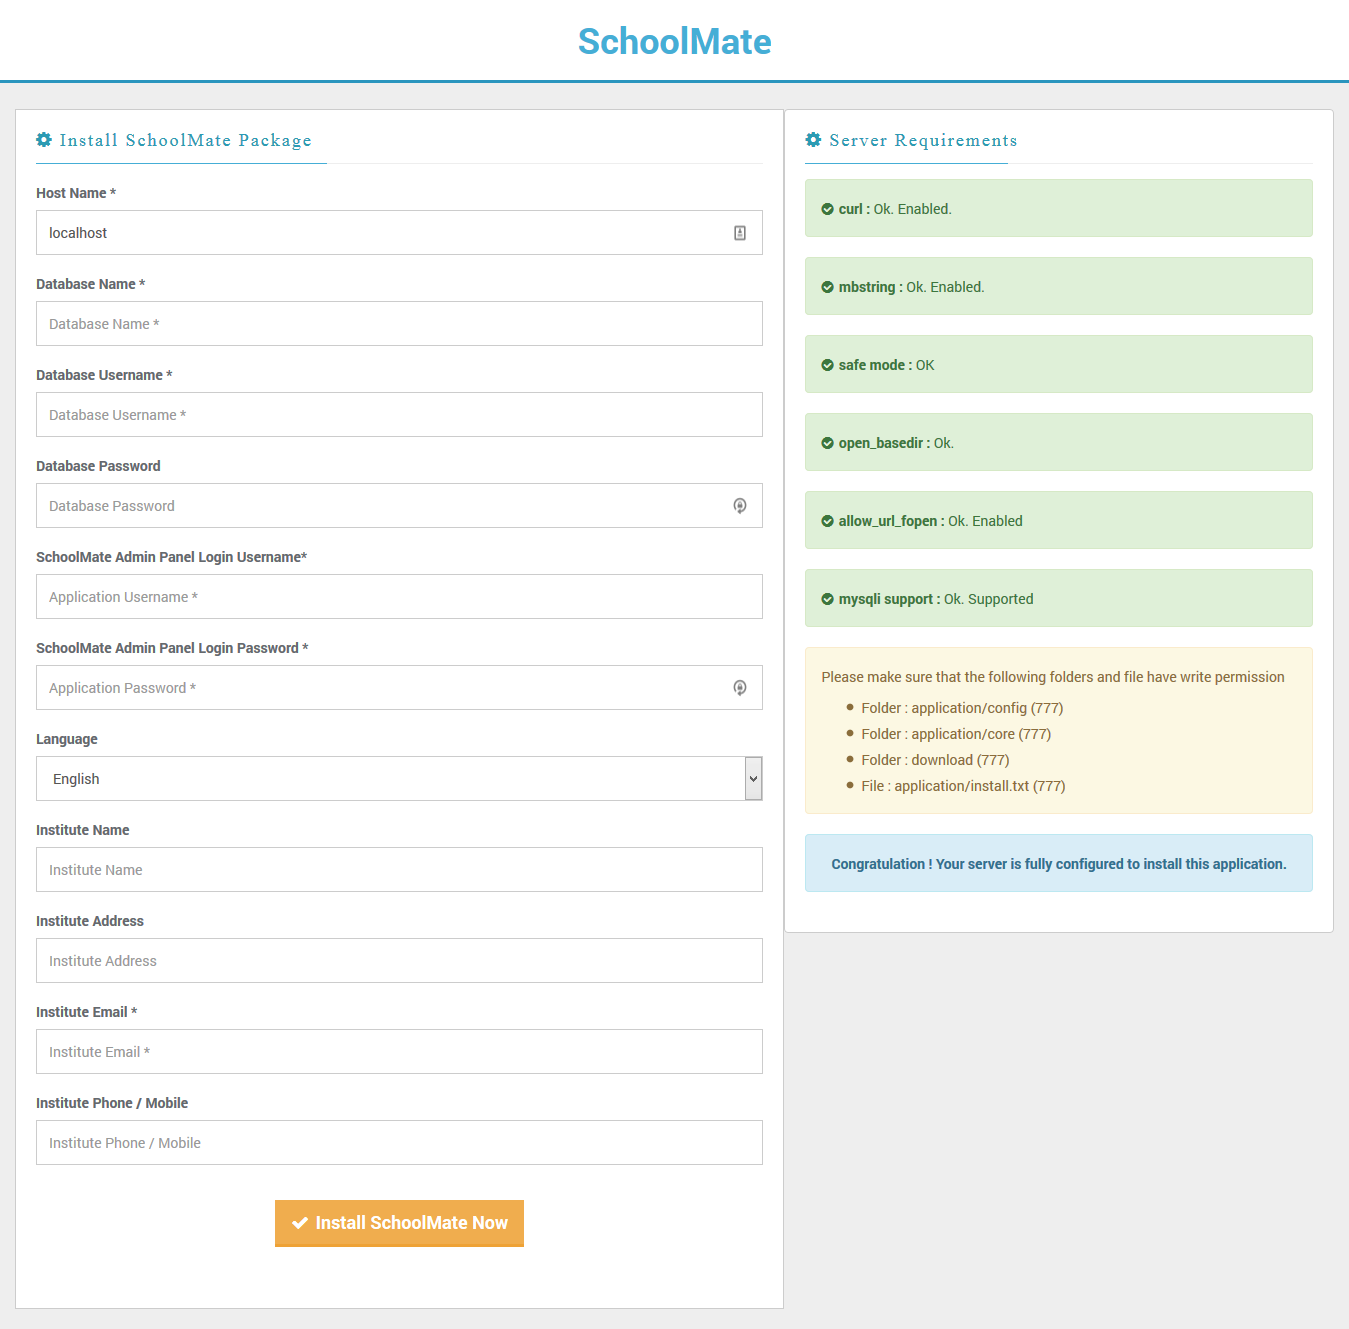 SchoolMate
Install SchoolMate Package
Host Name *
localhost
Database Name *
Database Name *
Database Username *
Database Username *
Database Password
Database Password
SchoolMate Admin Panel Login Username*
Application Username *
SchoolMate Admin Panel Login Password *
Application Password *
Language
English
Institute Name
Institute Name
Institute Address
Institute Address
Institute Email *
Institute Email *
Institute Phone / Mobile
Institute Phone / Mobile
Install SchoolMate Now
Server Requirements
curl : Ok. Enabled.
mbstring : Ok. Enabled.
safe mode : OK
open_basedir : Ok.
allow_url_fopen : Ok. Enabled
mysqli support : Ok. Supported
Please make sure that the following folders and file have write permission
Folder : application/config (777)
Folder : application/core (777)
Folder : download (777)
File : application/install.txt (777)
Congratulation ! Your server is fully configured to install this application.